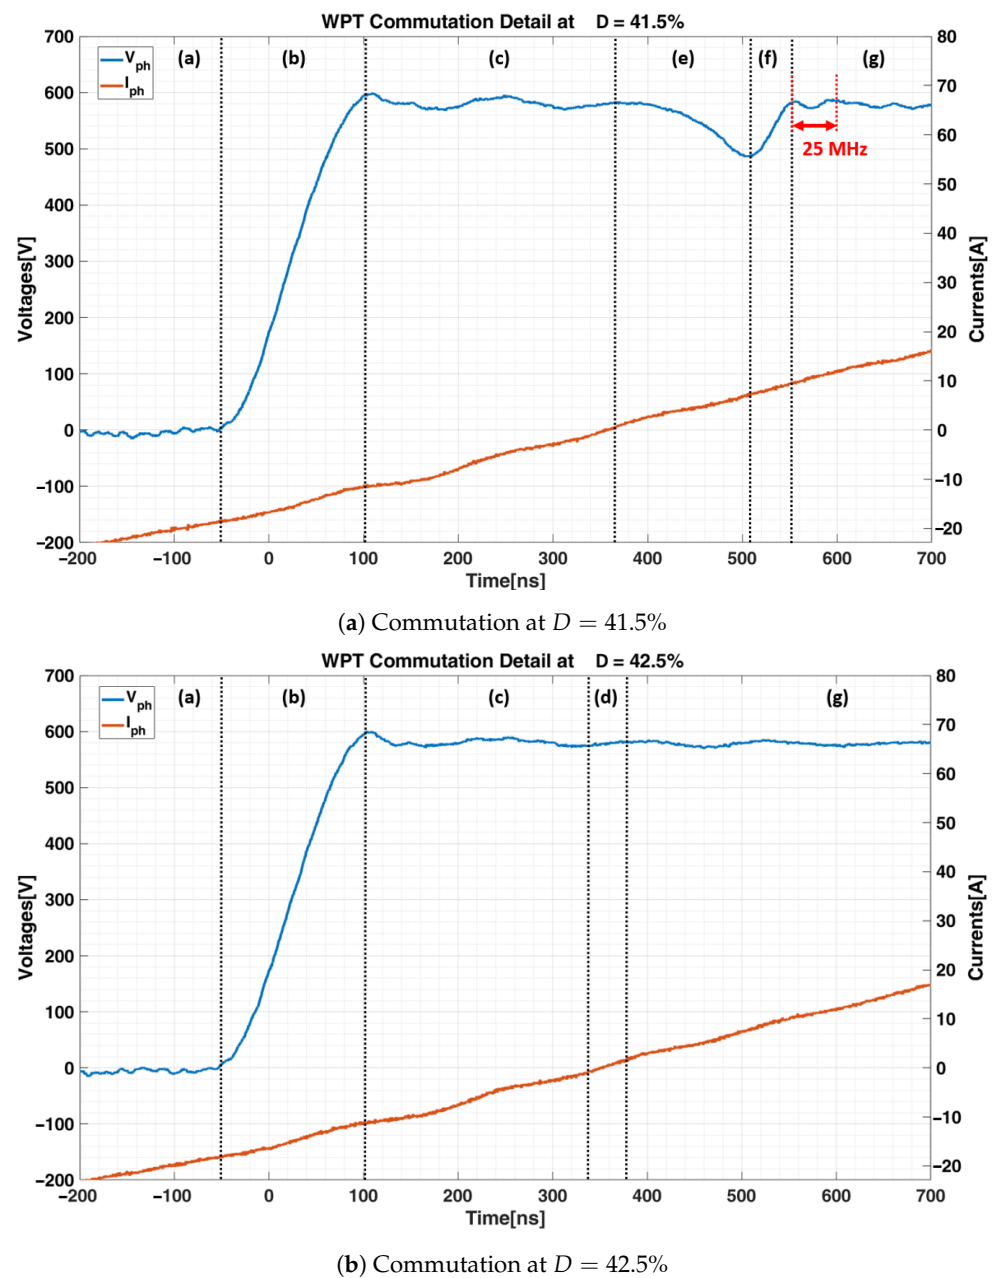 WPT Commutation Detail at D = 41.5%
700
600
500
400
300
200
100
0
−100
−200
Voltages[V]
V_ph
I_ph
(a) (b) (c) (e) (f) (g)
25 MHz
80
70
60
50
40
30
20
10
0
−10
−20
Currents[A]
−200 −100 0 100 200 300 400 500 600 700
Time[ns]
(a) Commutation at D = 41.5%
WPT Commutation Detail at D = 42.5%
700
600
500
400
300
200
100
0
−100
−200
Voltages[V]
V_ph
I_ph
(a) (b) (c) (d) (g)
80
70
60
50
40
30
20
10
0
−10
−20
Currents[A]
−200 −100 0 100 200 300 400 500 600 700
Time[ns]
(b) Commutation at D = 42.5%